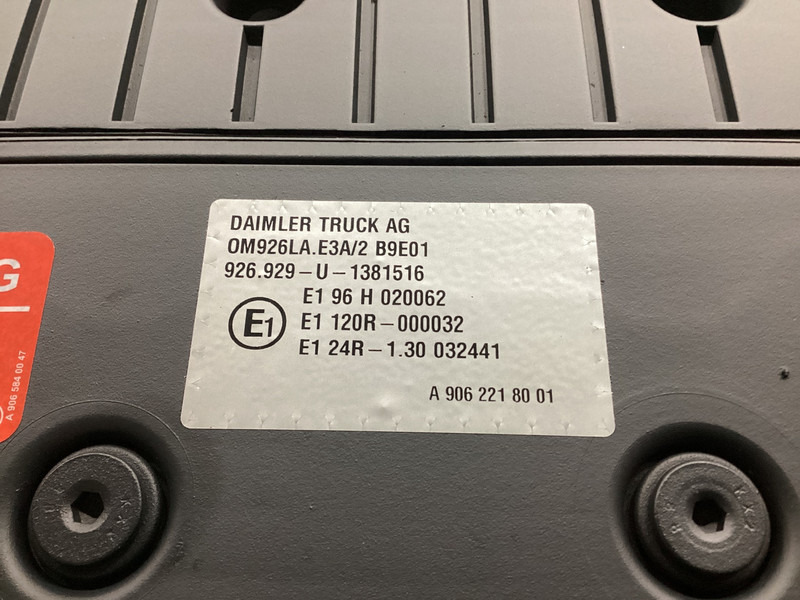 DAIMLER TRUCK AG
OM926LA.E3A/2 B9E01
926.929-U-1381516
E1 96 H 020062
E1 E1 120R-000032
E1 24R-1.30 032441
A 906 221 80 01
G
A 906 584 00 47